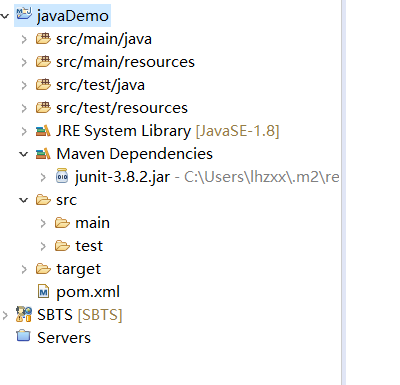 javaDemo
src/main/java
src/main/resources
src/test/java
src/test/resources
JRE System Library [JavaSE-1.8]
Maven Dependencies
junit-3.8.2.jar - C:\Users\lhzxx\.m2\re
src
main
test
target
pom.xml
SBTS [SBTS]
Servers